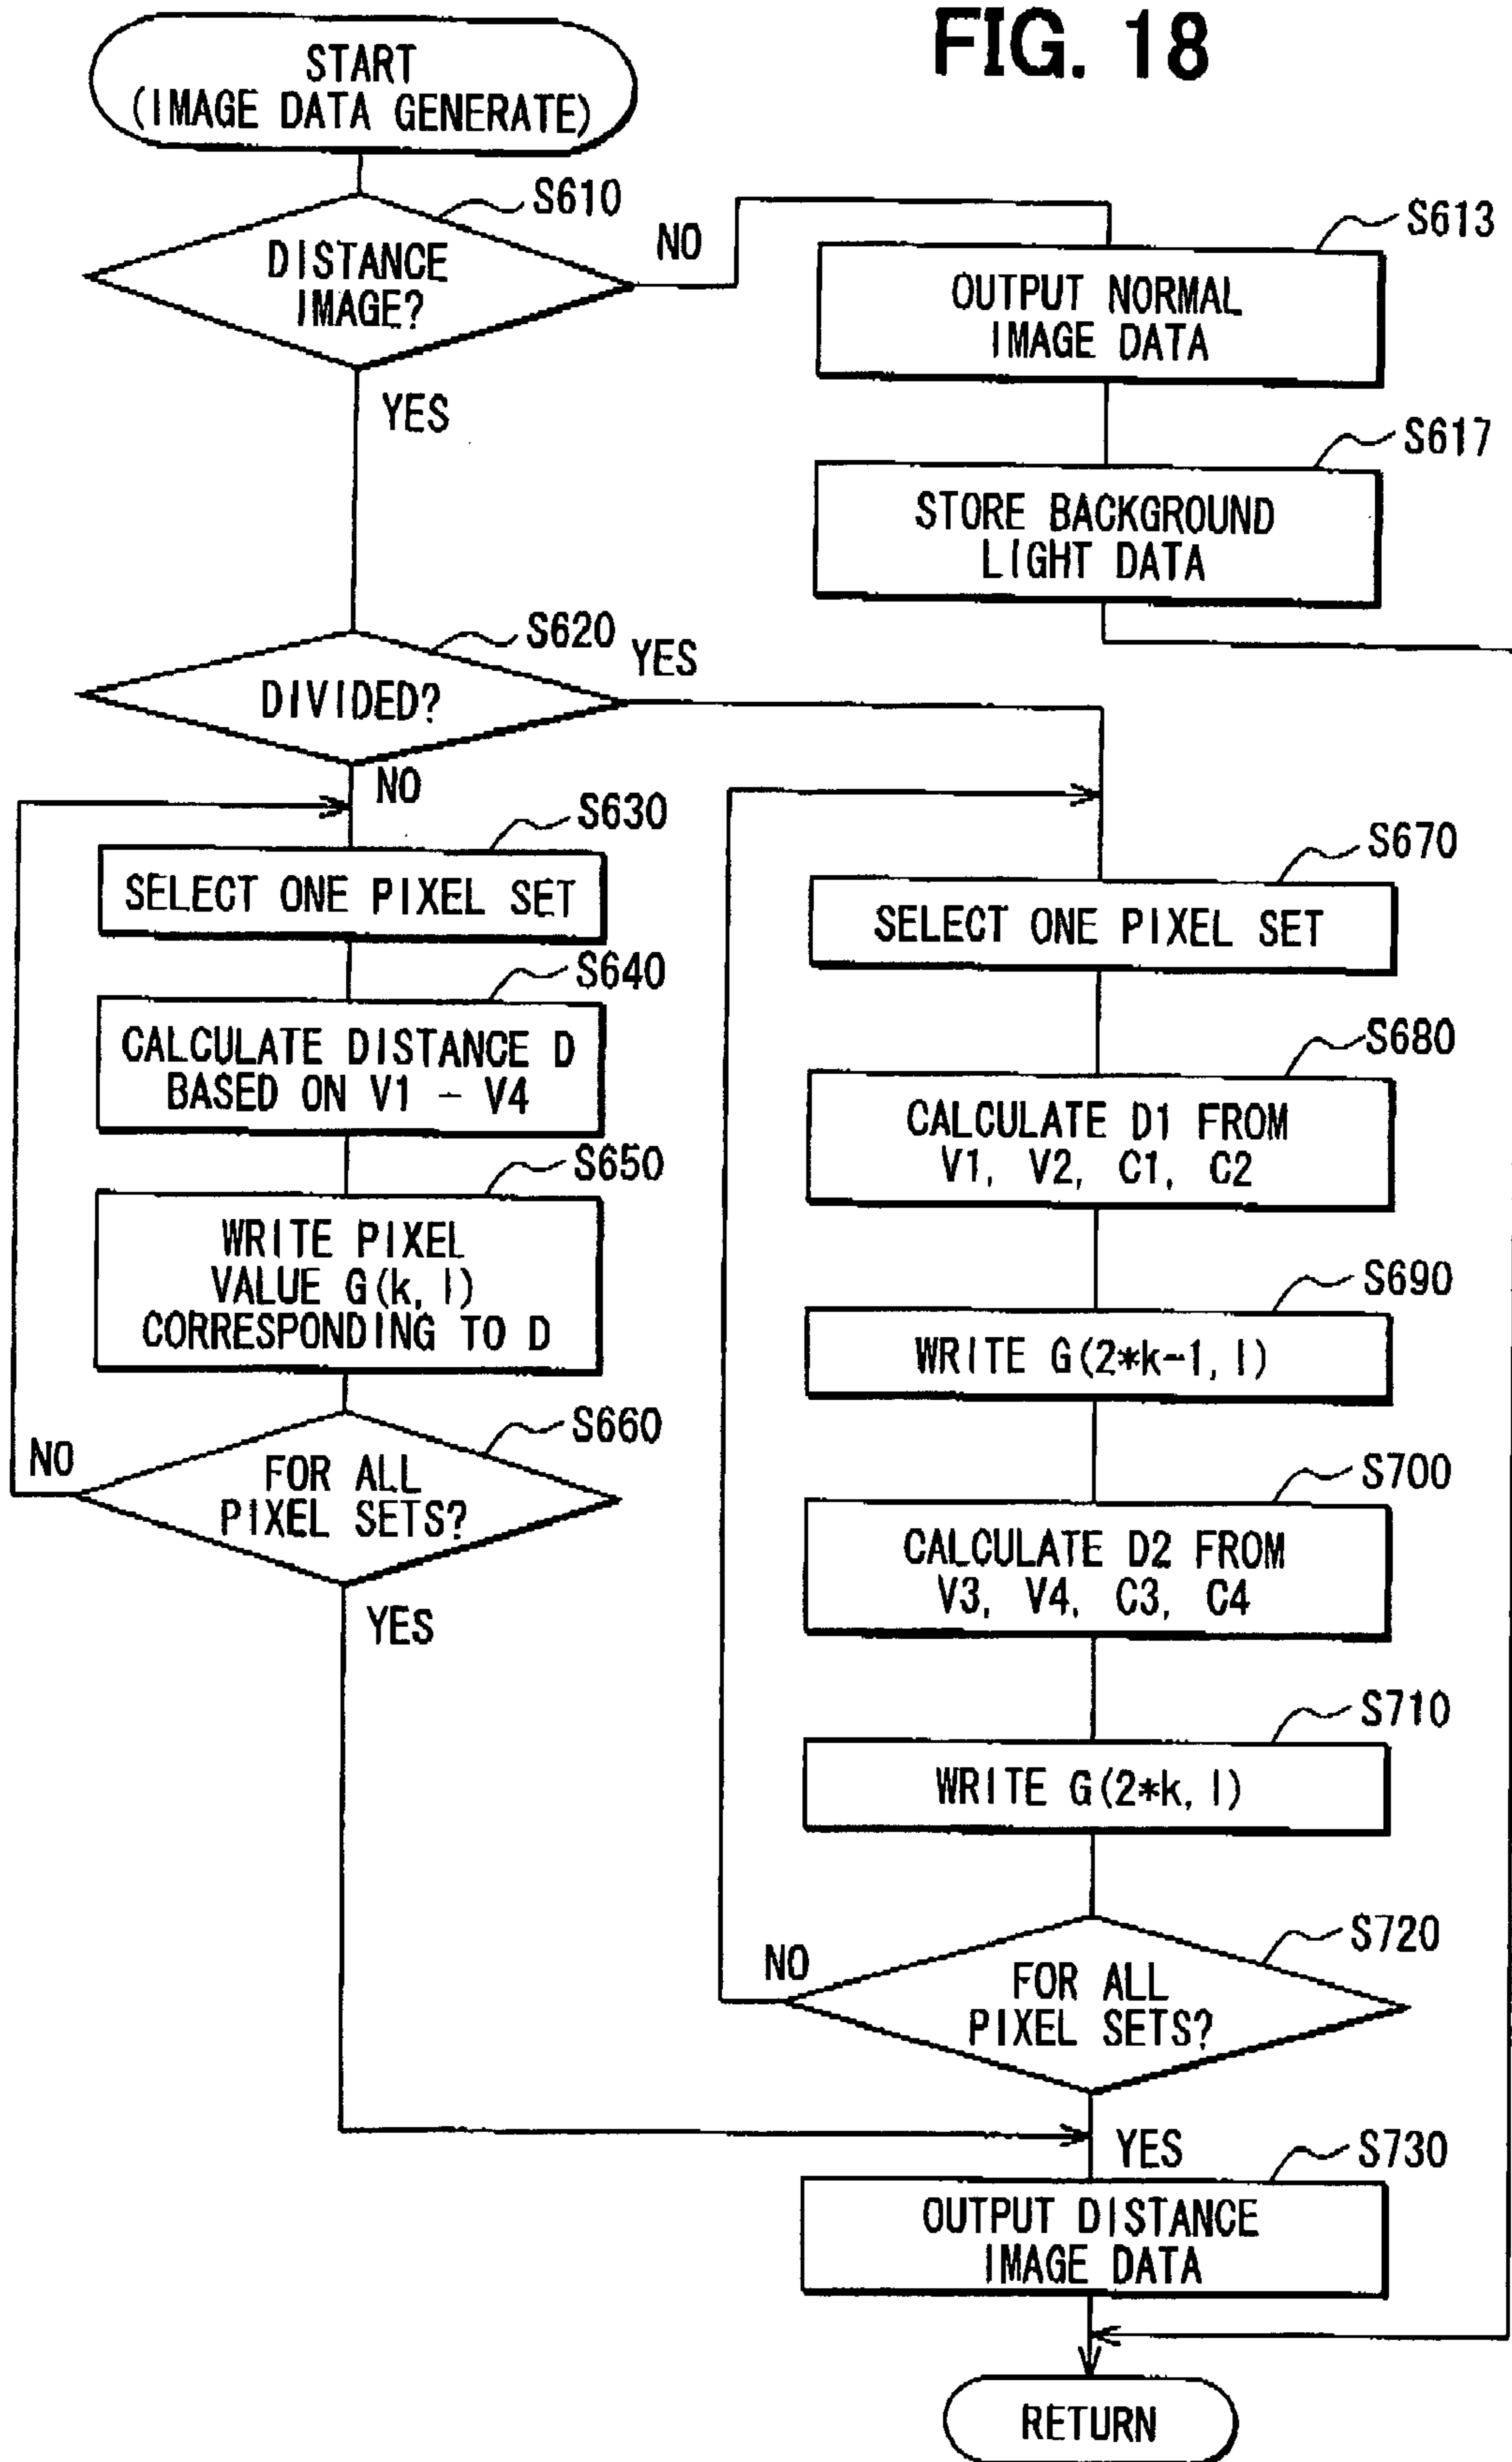 FIG. 18
START
(IMAGE DATA GENERATE)
S610
DISTANCE
IMAGE?
NO
YES
S613
OUTPUT NORMAL
IMAGE DATA
S617
STORE BACKGROUND
LIGHT DATA
S620
DIVIDED?
YES
NO
S630
SELECT ONE PIXEL SET
S640
CALCULATE DISTANCE D
BASED ON V1 - V4
S650
WRITE PIXEL
VALUE G(k, l)
CORRESPONDING TO D
S660
FOR ALL
PIXEL SETS?
NO
YES
S670
SELECT ONE PIXEL SET
S680
CALCULATE D1 FROM
V1, V2, C1, C2
S690
WRITE G(2*k-1, l)
S700
CALCULATE D2 FROM
V3, V4, C3, C4
S710
WRITE G(2*k, l)
S720
FOR ALL
PIXEL SETS?
NO
YES
S730
OUTPUT DISTANCE
IMAGE DATA
RETURN